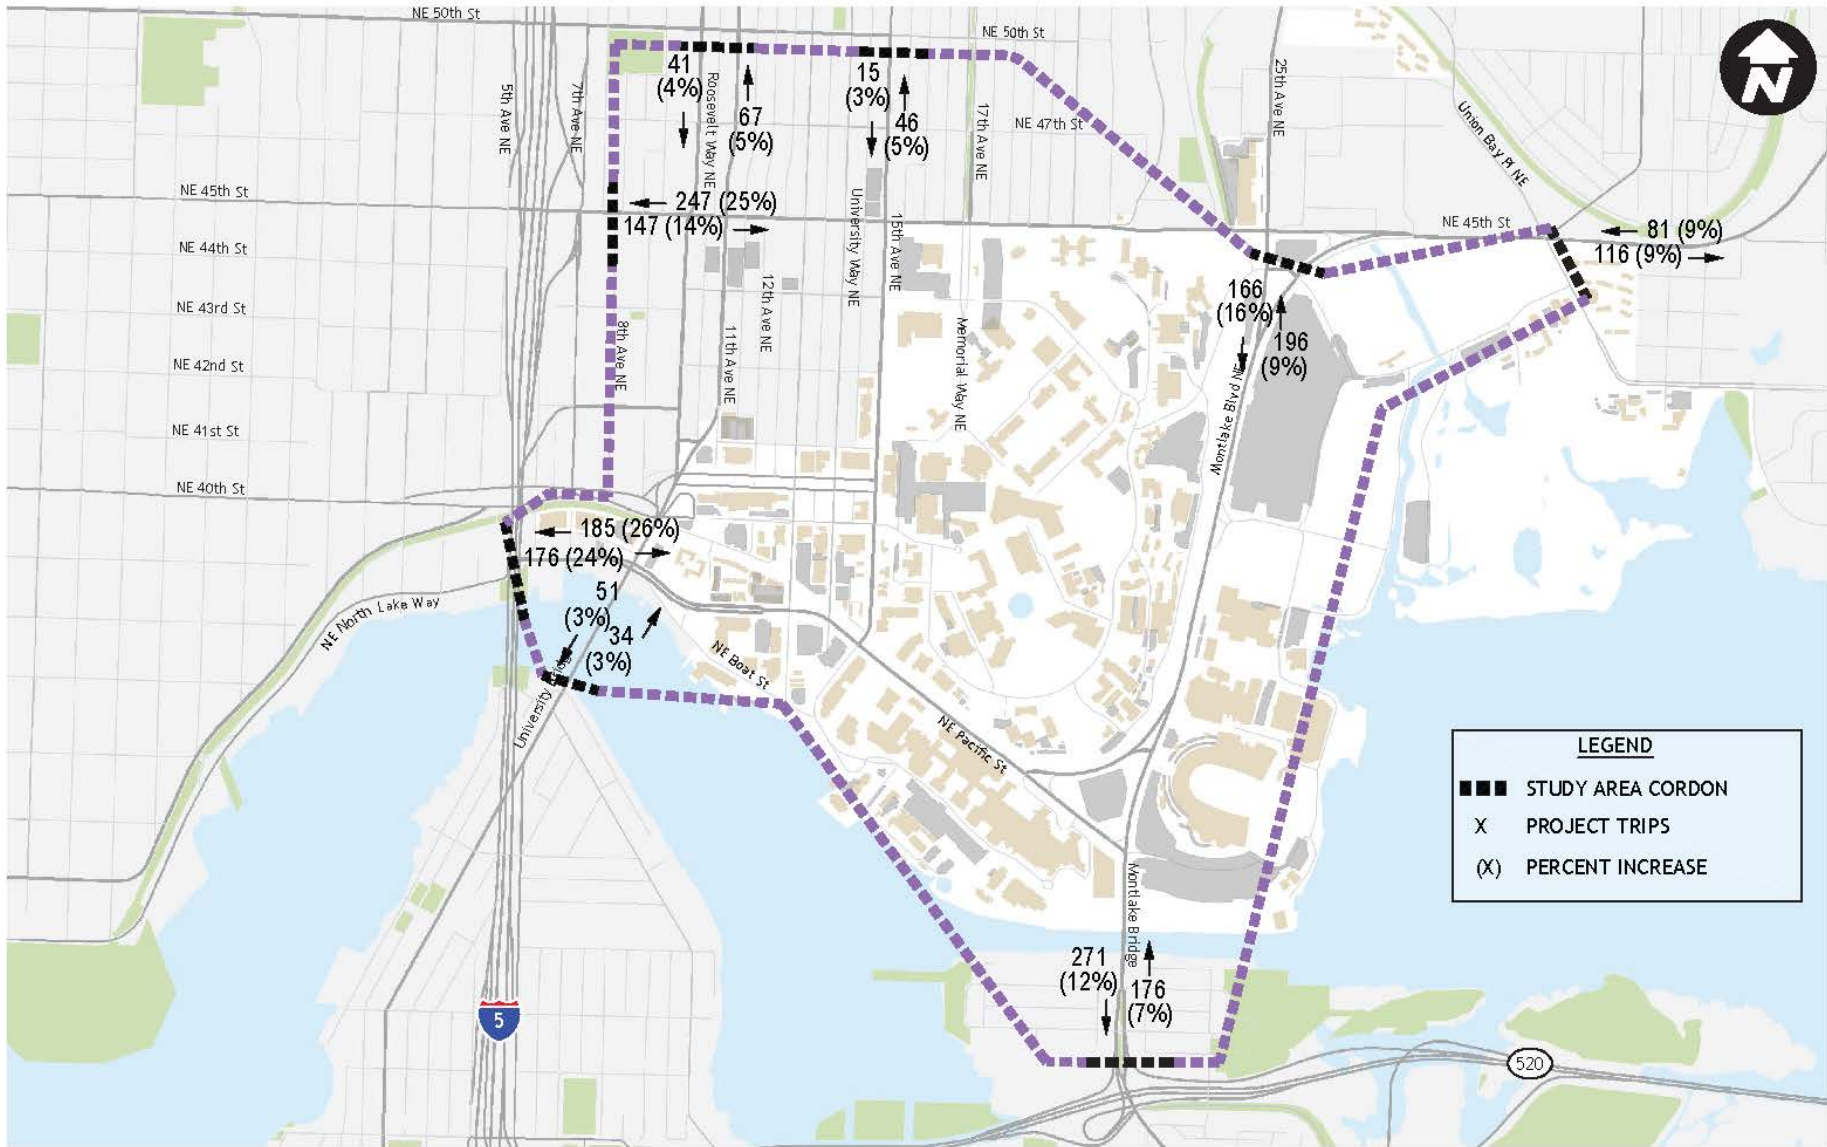 NE 50th St
NE 50th St
N
41
(4%)
Roosevelt Way NE
67
(5%)
15
(3%)
46
(5%)
5th Ave NE
7th Ave NE
17th Ave NE
NE 47th St
25th Ave NE
Union Bay Pl NE
NE 45th St
247 (25%)
147 (14%)
University Way NE
15th Ave NE
NE 45th St
81 (9%)
116 (9%)
NE 44th St
12th Ave NE
166
(16%)
196
(9%)
NE 43rd St
8th Ave NE
11th Ave NE
Memorial Way NE
NE 42nd St
Montlake Blvd NE
NE 41st St
NE 40th St
185 (26%)
176 (24%)
51
(3%)
34
(3%)
NE North Lake Way
University
NE Boat St
NE Pacific St
LEGEND
STUDY AREA CORDON
X PROJECT TRIPS
(X) PERCENT INCREASE
Montlake Bridge
271
(12%)
176
(7%)
5
520